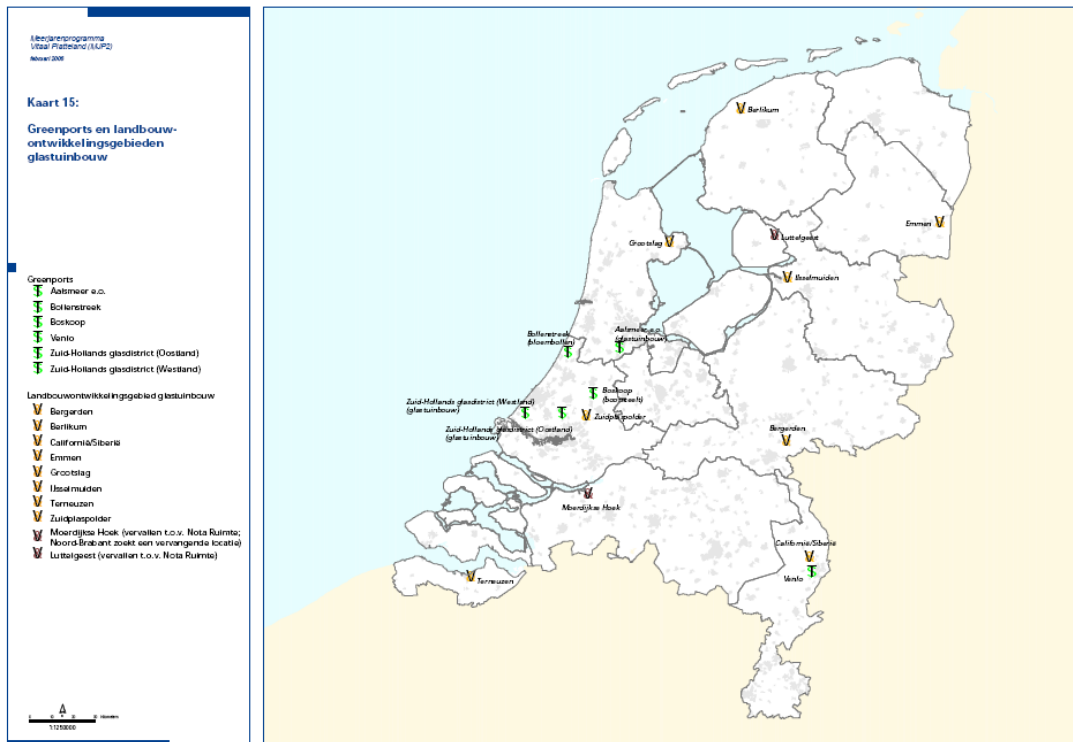 Meerjarenprogramma
Vitaal Platteland (MJP2)
februari 2006
Kaart 15:
Greenports en landbouw-
ontwikkelingsgebieden
glastuinbouw
Greenports
Aalsmeer e.o.
Bollenstreek
Boskoop
Venlo
Zuid-Hollands glasdistrict (Oostland)
Zuid-Hollands glasdistrict (Westland)
Landbouwontwikkelingsgebied glastuinbouw
Bergerden
Berlikum
Californië/Siberië
Emmen
Grootslag
IJsselmuiden
Terneuzen
Zuidplaspolder
Moerdijkse Hoek (vervallen t.o.v. Nota Ruimte;
Noord-Brabant zoekt een vervangende locatie)
Luttelgeest (vervallen t.o.v. Nota Ruimte)
Berlikum
Emmen
Grootslag
Luttelgeest
IJsselmuiden
Bollenstreek
(bloembollen)
Aalsmeer e.o.
(glastuinbouw)
Boskoop
(boomteelt)
Zuid-Hollands glasdistrict (Westland)
(glastuinbouw)
Zuidplaspolder
Zuid-Hollands glasdistrict (Oostland)
(glastuinbouw)
Bergerden
Moerdijkse Hoek
Californië/Siberië
Venlo
Terneuzen